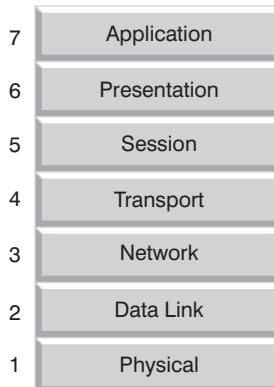 7 Application
6 Presentation
5 Session
4 Transport
3 Network
2 Data Link
1 Physical